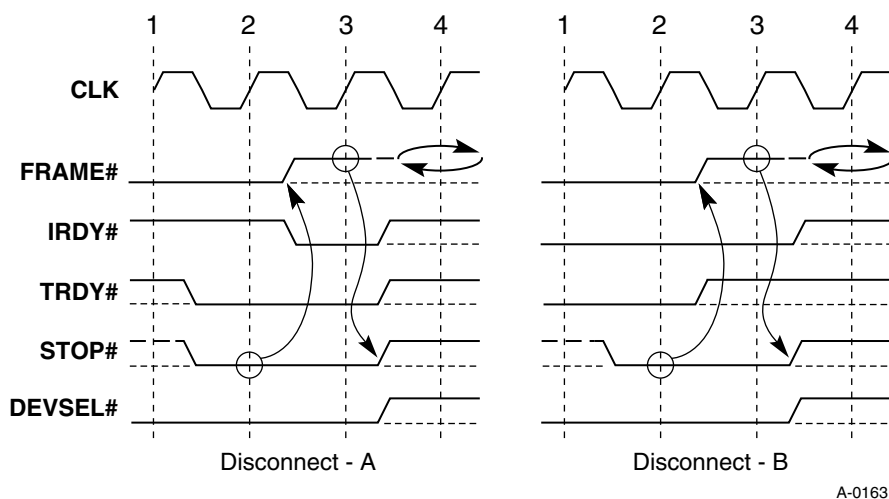 1 2 3 4 1 2 3 4
CLK
FRAME#
IRDY#
TRDY#
STOP#
DEVSEL#
Disconnect - A Disconnect - B
A-0163